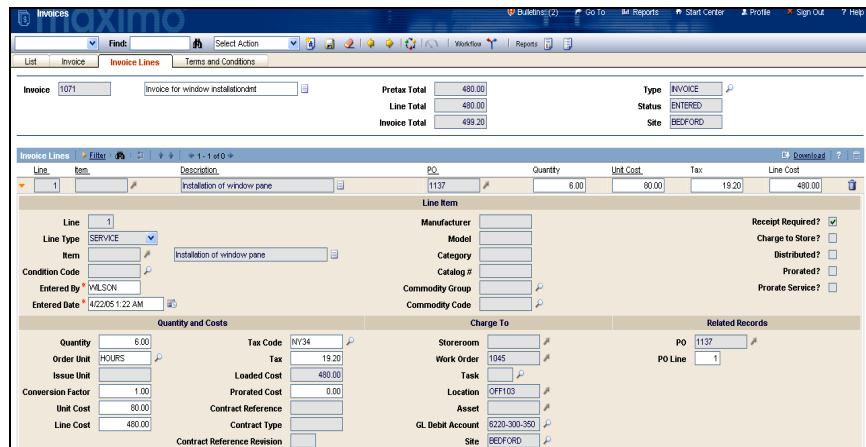 Invoices
maximo
Bulletins: (2) Go To Reports Start Center Profile Sign Out ? Help
Find: Select Action Workflow Reports
List Invoice Invoice Lines Terms and Conditions
Invoice 1071 Invoice for window installationdmt Pretax Total 480.00 Type INVOICE
Line Total 480.00 Status ENTERED
Invoice Total 499.20 Site BEDFORD
Invoice Lines Filter 1 - 1 of 0 Download ?
Line Item Description PO Quantity Unit Cost Tax Line Cost
1 Installation of window pane 1137 6.00 80.00 19.20 480.00
Line Item
Line 1 Manufacturer Receipt Required?
Line Type SERVICE Model Charge to Store?
Item Installation of window pane Category Distributed?
Condition Code Catalog # Prorated?
Entered By * WILSON Commodity Group Prorate Service?
Entered Date * 4/22/05 1:22 AM Commodity Code
Quantity and Costs Charge To Related Records
Quantity 6.00 Tax Code NY34 Storeroom PO 1137
Order Unit HOURS Tax 19.20 Work Order 1045 PO Line 1
Issue Unit Loaded Cost 480.00 Task
Conversion Factor 1.00 Prorated Cost 0.00 Location OFF103
Unit Cost 80.00 Contract Reference Asset
Line Cost 480.00 Contract Type GL Debit Account 6220-300-350
Contract Reference Revision Site BEDFORD